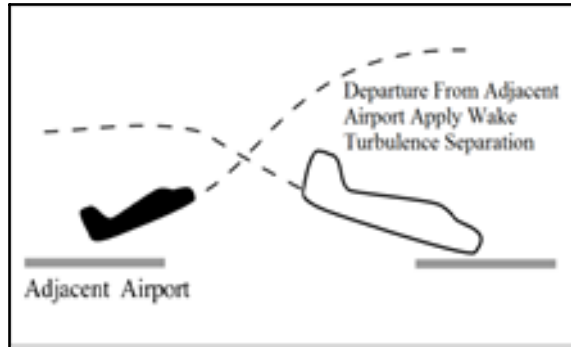 Departure From Adjacent
Airport Apply Wake
Turbulence Separation
Adjacent Airport